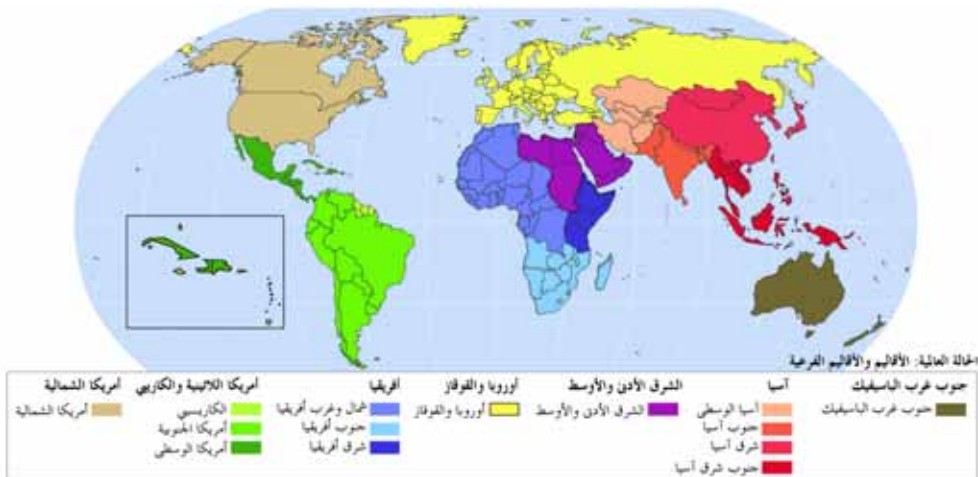 الحالة العالمية: الأقاليم والأقاليم الفرعية
جنوب غرب الباسيفيك
جنوب غرب الباسيفيك
آسيا
آسيا الوسطى
جنوب آسيا
شرق آسيا
جنوب شرق آسيا
الشرق الأدنى والأوسط
الشرق الأدنى والأوسط
اوروبا والقوقاز
أوروبا والقوقاز
أفريقيا
شمال وغرب أفريقيا
جنوب أفريقيا
شرق أفريقيا
أمريكا اللاتينية والكاريبي
الكاريبي
أمريكا الجنوبية
أمريكا الوسطى
أمريكا الشمالية
أمريكا الشمالية